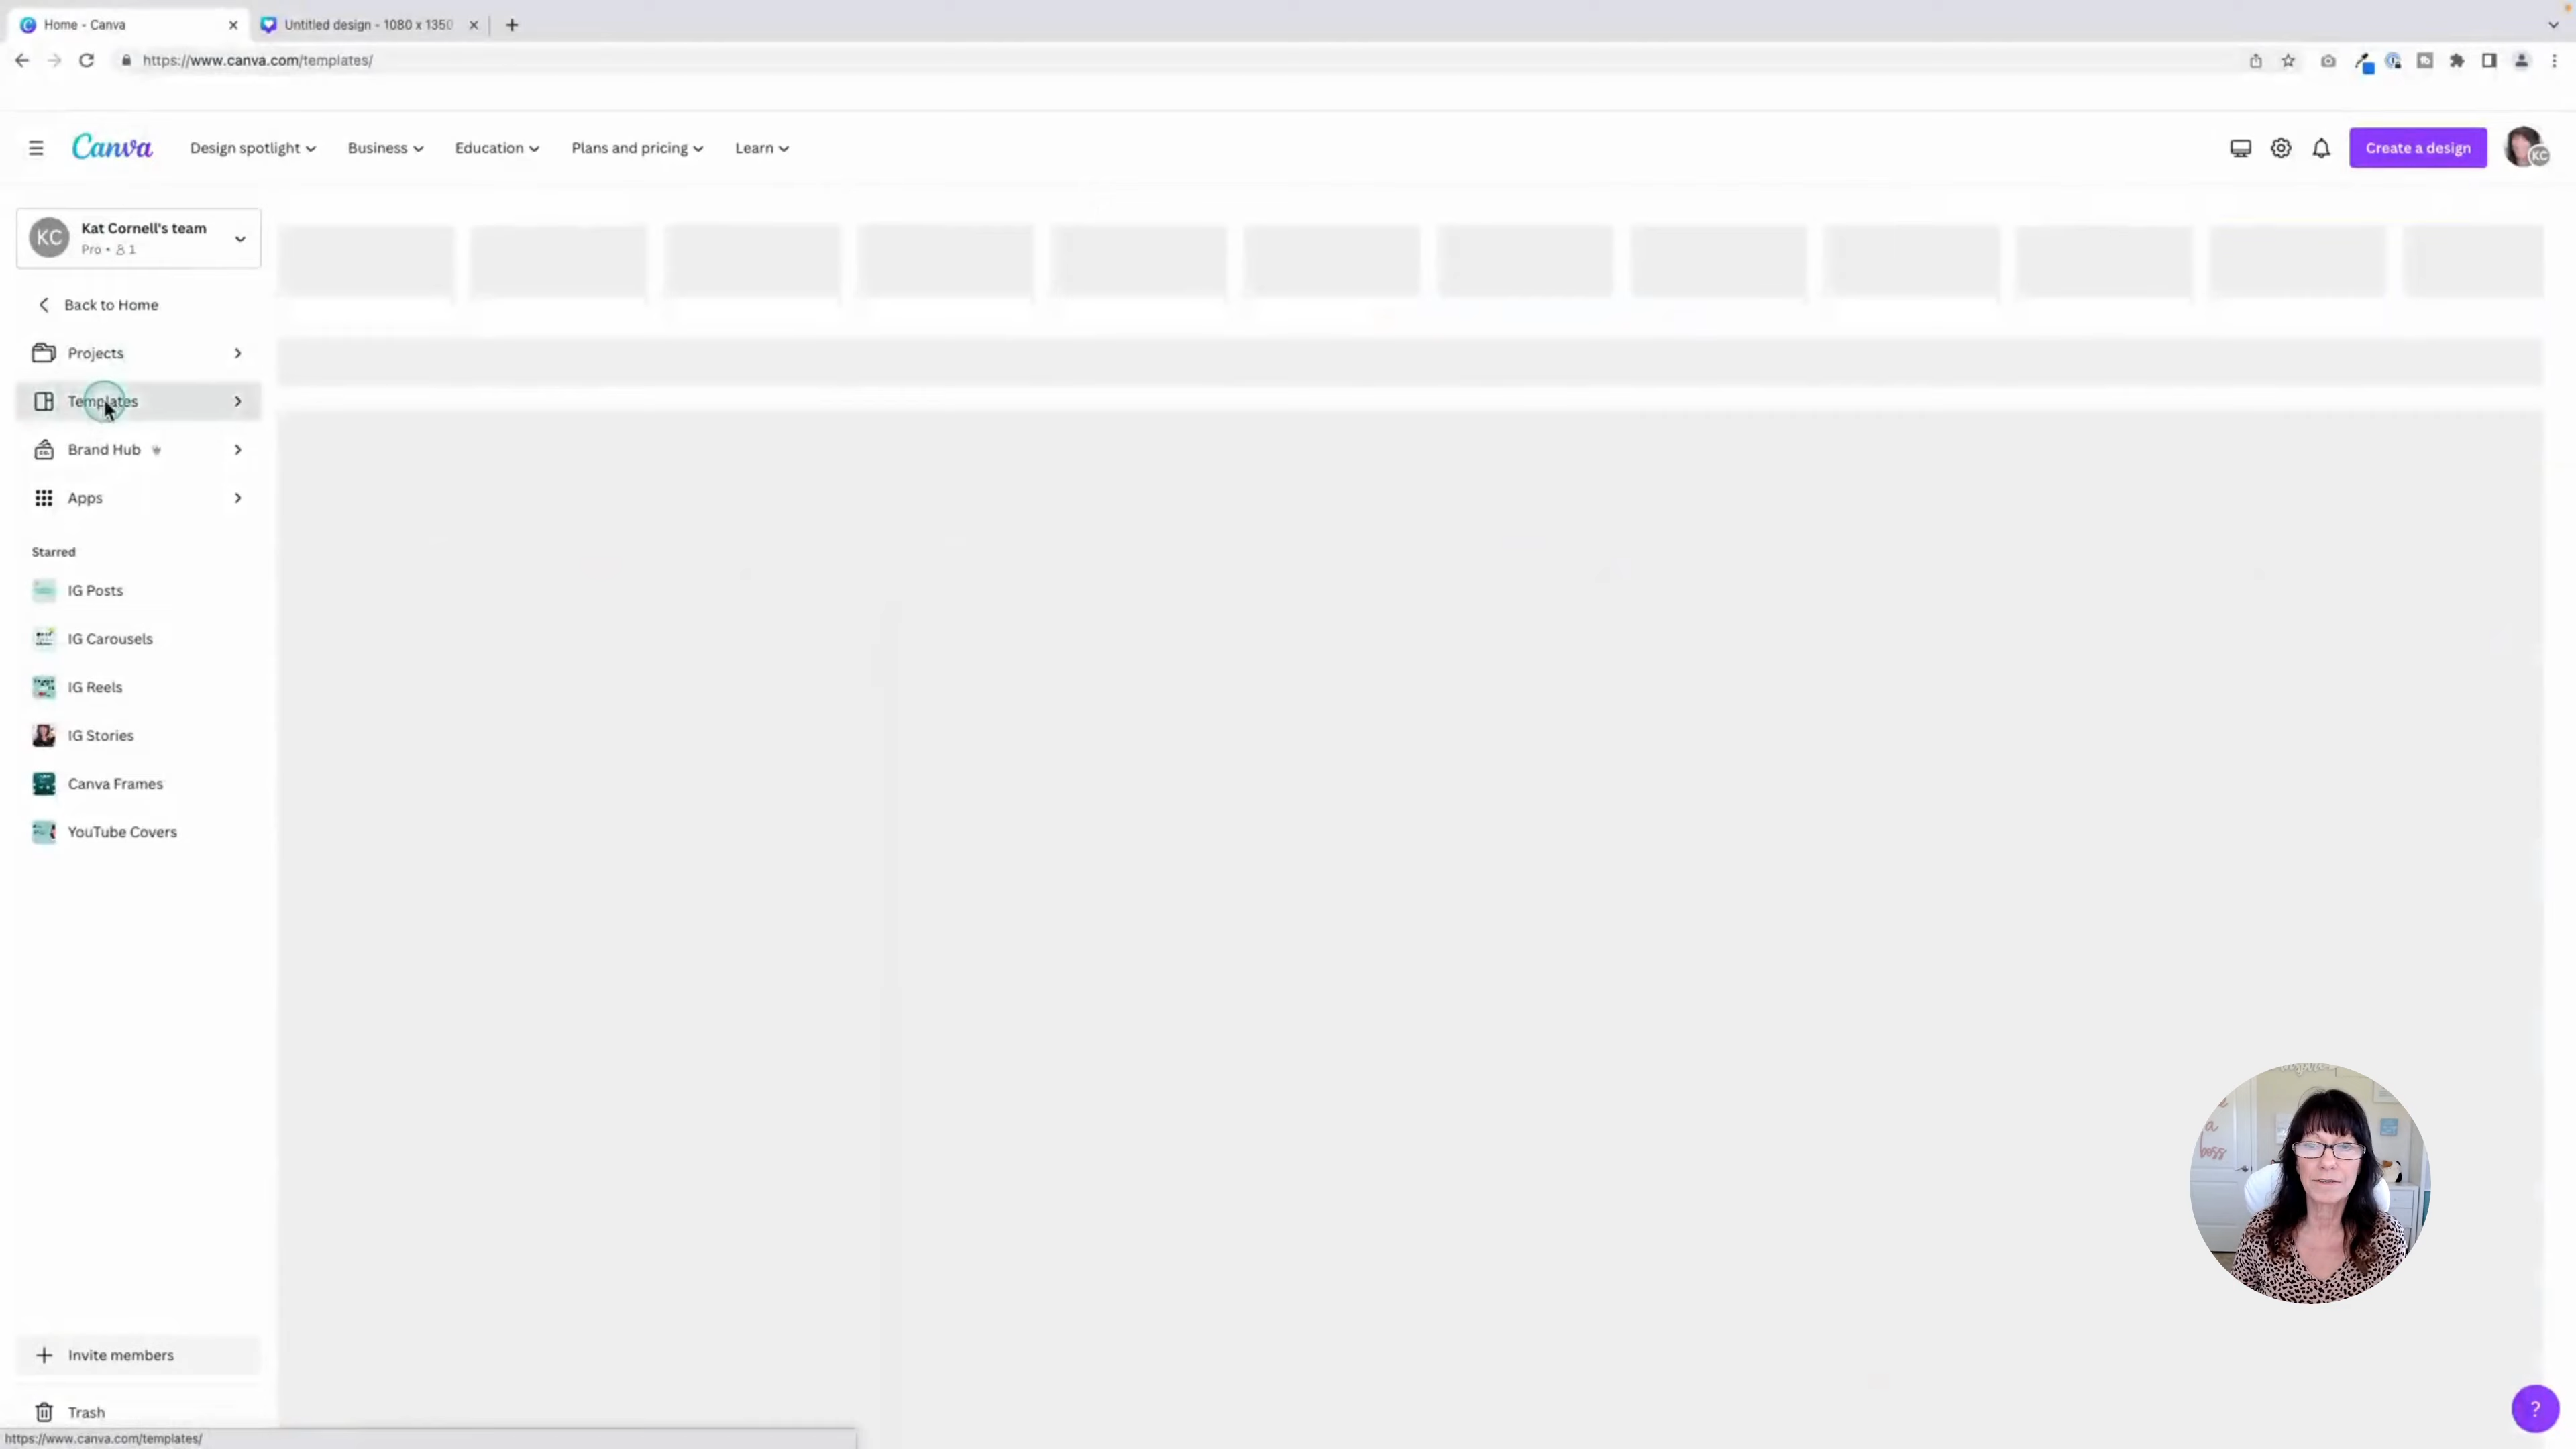 Home - Canva
Untitled design - 1080 x 1350
https://www.canva.com/templates/
Canva
Design spotlight
Business
Education
Plans and pricing
Learn
Create a design
KC
KC
Kat Cornell's team
Pro • 1
Back to Home
Projects
Templates
Brand Hub
Apps
Starred
IG Posts
IG Carousels
IG Reels
IG Stories
Canva Frames
YouTube Covers
a
boss
Invite members
Trash
?
https://www.canva.com/templates/